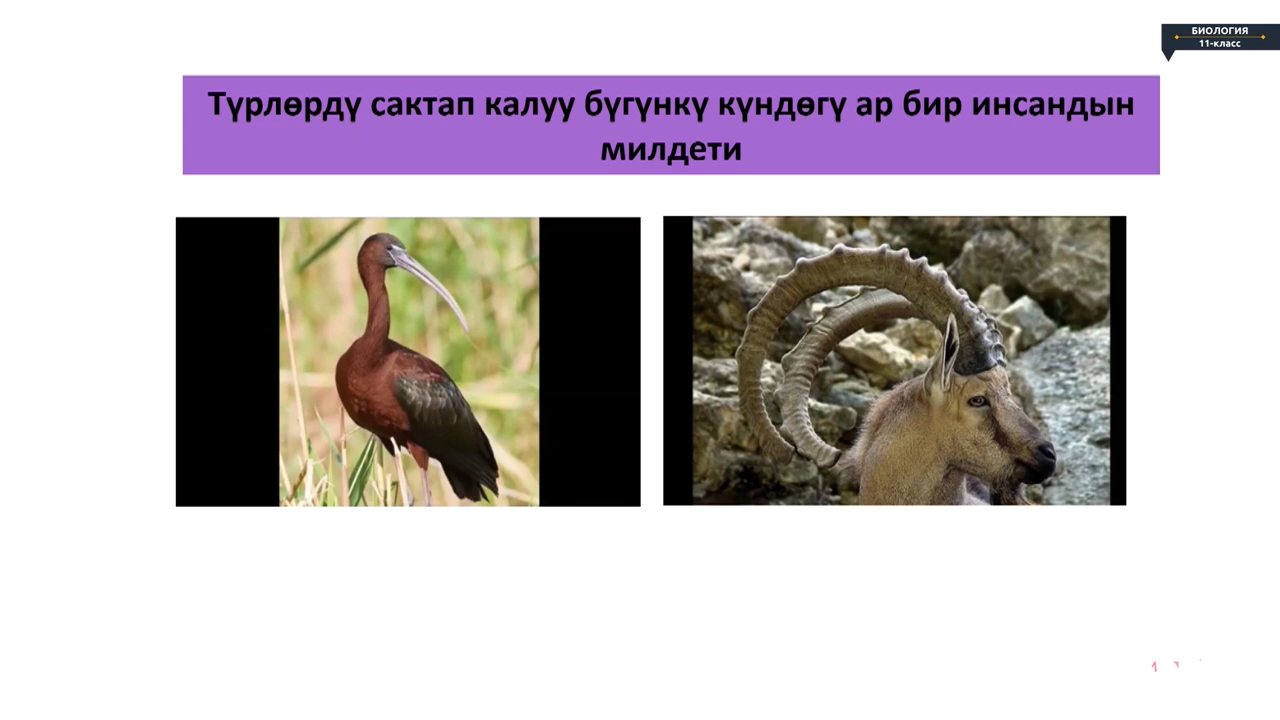 БИОЛОГИЯ
11-класс
Түрлөрдү сактап калуу бүгүнкү күндөгү ар бир инсандын
милдети